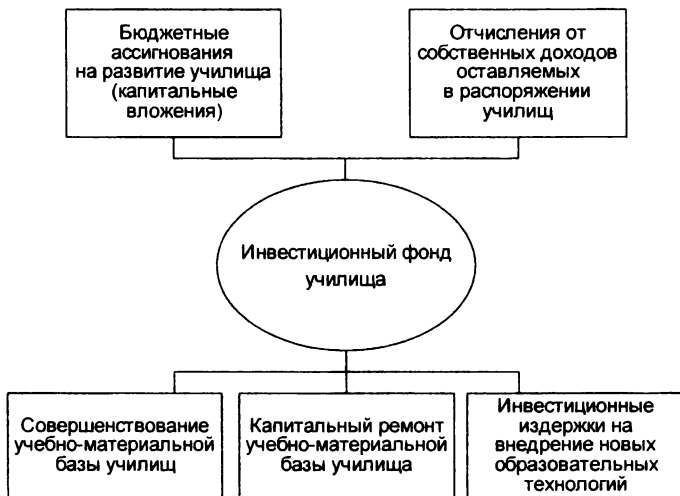 Бюджетные
ассигнования
на развитие училища
(капитальные
вложения)
Отчисления от
собственных доходов
оставляемых
в распоряжении
училищ
Инвестиционный фонд
училища
Совершенствование
учебно-материальной
базы училищ
Капитальный ремонт
учебно-материальной
базы училища
Инвестиционные
издержки на
внедрение новых
образовательных
технологий